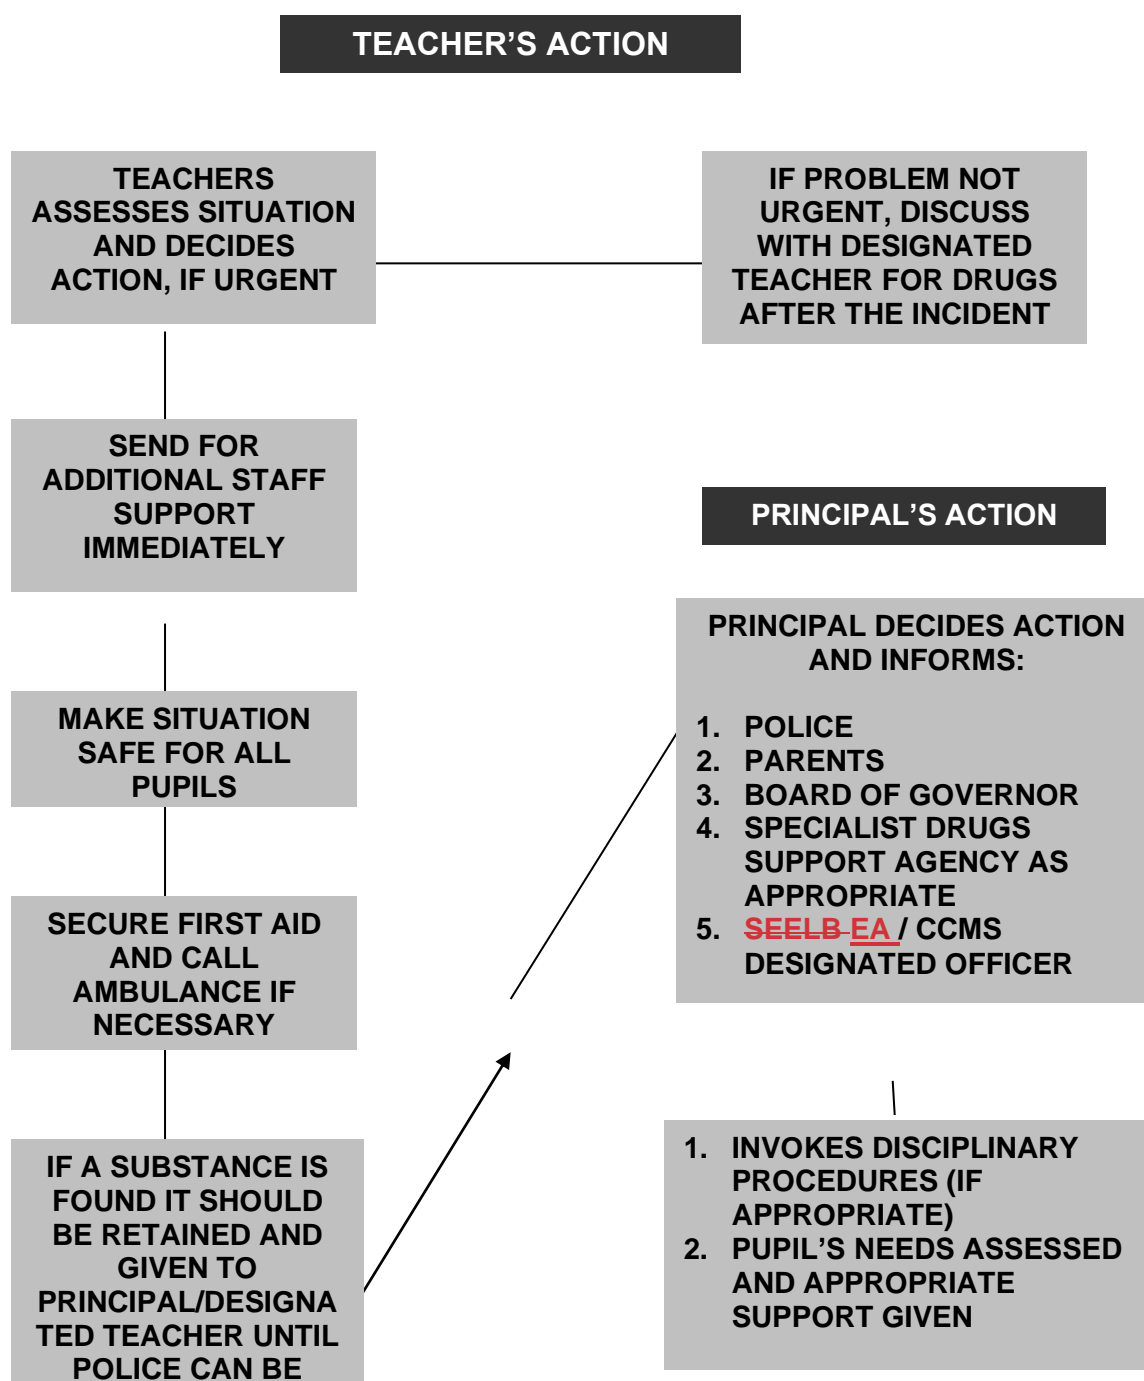 TEACHER’S ACTION
TEACHERS
ASSESSES SITUATION
AND DECIDES
ACTION, IF URGENT
IF PROBLEM NOT
URGENT, DISCUSS
WITH DESIGNATED
TEACHER FOR DRUGS
AFTER THE INCIDENT
SEND FOR
ADDITIONAL STAFF
SUPPORT
IMMEDIATELY
MAKE SITUATION
SAFE FOR ALL
PUPILS
SECURE FIRST AID
AND CALL
AMBULANCE IF
NECESSARY
IF A SUBSTANCE IS
FOUND IT SHOULD
BE RETAINED AND
GIVEN TO
PRINCIPAL/DESIGNA
TED TEACHER UNTIL
POLICE CAN BE
PRINCIPAL’S ACTION
PRINCIPAL DECIDES ACTION
AND INFORMS:
1. POLICE
2. PARENTS
3. BOARD OF GOVERNOR
4. SPECIALIST DRUGS
SUPPORT AGENCY AS
APPROPRIATE
5. SEELB EA / CCMS
DESIGNATED OFFICER
1. INVOKES DISCIPLINARY
PROCEDURES (IF
APPROPRIATE)
2. PUPIL’S NEEDS ASSESSED
AND APPROPRIATE
SUPPORT GIVEN